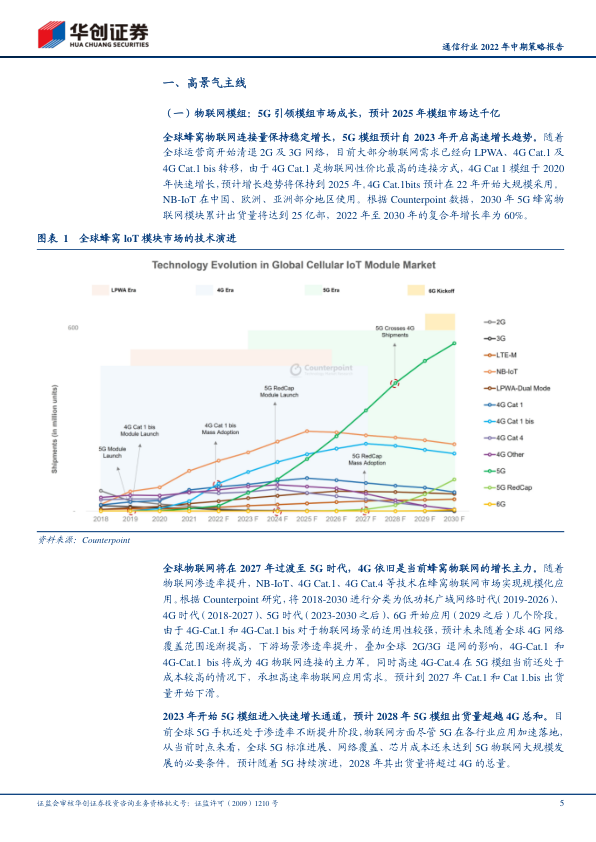 华创证券
HUA CHUANG SECURITIES
通信行业 2022 年中期策略报告
一、高景气主线
（一）物联网模组：5G 引领模组市场成长，预计 2025 年模组市场达千亿
全球蜂窝物联网连接量保持稳定增长，5G 模组预计自 2023 年开启高速增长趋势。随着
全球运营商开始清退 2G 及 3G 网络，目前大部分物联网需求已经向 LPWA、4G Cat.1 及
4G Cat.1 bis 转移，由于 4G Cat.1 是物联网性价比最高的连接方式，4G Cat 1 模组于 2020
年快速增长，预计增长趋势将保持到 2025 年。4G Cat.1bits 预计在 22 年开始大规模采用。
NB-IoT 在中国、欧洲、亚洲部分地区使用。根据 Counterpoint 数据，2030 年 5G 蜂窝物
联网模块累计出货量将达到 25 亿部，2022 年至 2030 年的复合年增长率为 60%。
图表 1 全球蜂窝 IoT 模块市场的技术演进
Technology Evolution in Global Cellular IoT Module Market
LPWA Era
4G Era
5G Era
6G Kickoff
600
Shipments (in million units)
5G Crosses 4G
Shipments
Counterpoint
5G RedCap
Module Launch
4G Cat 1 bis
Module Launch
4G Cat 1 bis
Mass Adoption
5G Module
Launch
5G RedCap
Mass Adoption
-
2018 2019 2020 2021 2022 F 2023 F 2024 F 2025 F 2026 F 2027 F 2028 F 2029 F 2030 F
2G
3G
LTE-M
NB-IoT
LPWA-Dual Mode
4G Cat 1
4G Cat 1 bis
4G Cat 4
4G Other
5G
5G RedCap
6G
资料来源：Counterpoint
全球物联网将在 2027 年过渡至 5G 时代，4G 依旧是当前蜂窝物联网的增长主力。随着
物联网渗透率提升，NB-IoT、4G Cat.1、4G Cat.4 等技术在蜂窝物联网市场实现规模化应
用。根据 Counterpoint 研究，将 2018-2030 进行分类为低功耗广域网络时代（2019-2026）、
4G 时代（2018-2027）、5G 时代（2023-2030 之后）、6G 开始应用（2029 之后）几个阶段。
由于 4G-Cat.1 和 4G-Cat.1 bis 对于物联网场景的适用性较强，预计未来随着全球 4G 网络
覆盖范围逐渐提高，下游场景渗透率提升，叠加全球 2G/3G 退网的影响，4G-Cat.1 和
4G-Cat.1 bis 将成为 4G 物联网连接的主力军。同时高速 4G-Cat.4 在 5G 模组当前还处于
成本较高的情况下，承担高速率物联网应用需求。预计到 2027 年 Cat.1 和 Cat 1.bis 出货
量开始下滑。
2023 年开始 5G 模组进入快速增长通道，预计 2028 年 5G 模组出货量超越 4G 总和。目
前全球 5G 手机还处于渗透率不断提升阶段，物联网方面尽管 5G 在各行业应用加速落地，
从当前时点来看，全球 5G 标准进展、网络覆盖、芯片成本还未达到 5G 物联网大规模发
展的必要条件。预计随着 5G 持续演进，2028 年其出货量将超过 4G 的总量。
证监会审核华创证券投资咨询业务资格批文号：证监许可（2009）1210 号
5